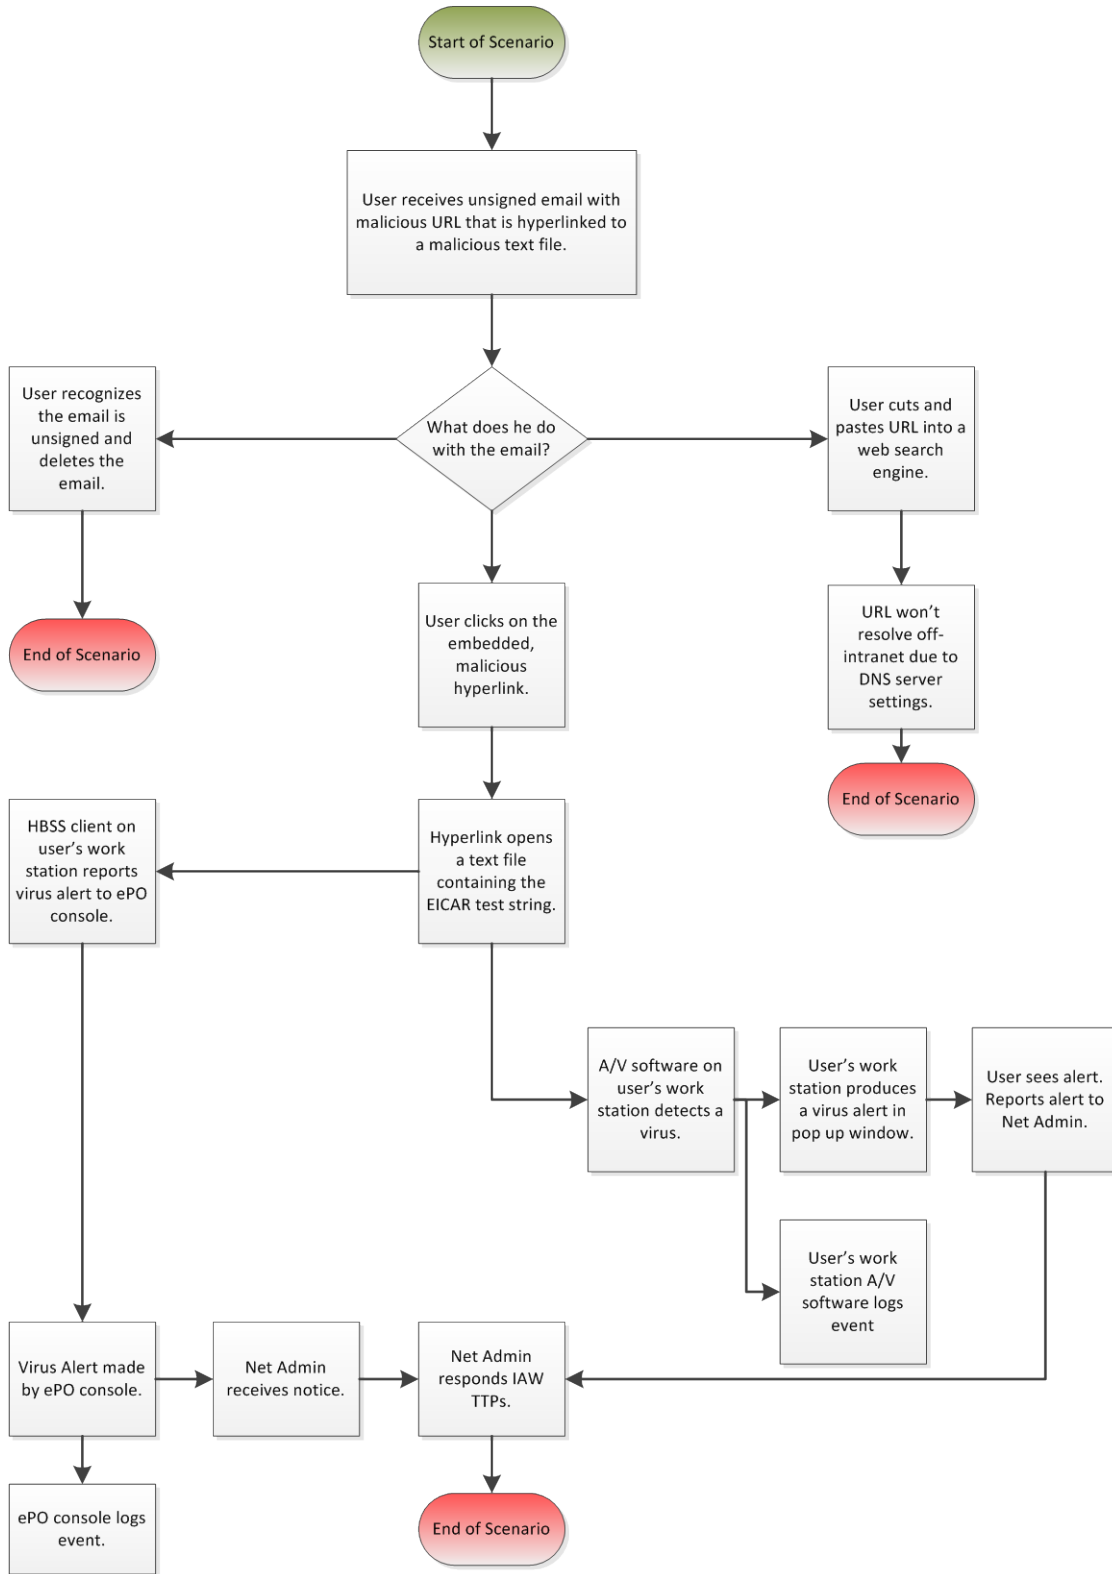 Start of Scenario
User receives unsigned email with
malicious URL that is hyperlinked to
a malicious text file.
User recognizes
the email is
unsigned and
deletes the
email.
What does he do
with the email?
User cuts and
pastes URL into a
web search
engine.
End of Scenario
User clicks on the
embedded,
malicious
hyperlink.
URL won’t
resolve off-
intranet due to
DNS server
settings.
End of Scenario
HBSS client on
user’s work
station reports
virus alert to ePO
console.
Hyperlink opens
a text file
containing the
EICAR test string.
A/V software on
user’s work
station detects a
virus.
User’s work
station produces
a virus alert in
pop up window.
User sees alert.
Reports alert to
Net Admin.
User’s work
station A/V
software logs
event
Virus Alert made
by ePO console.
Net Admin
receives notice.
Net Admin
responds IAW
TTPs.
ePO console logs
event.
End of Scenario